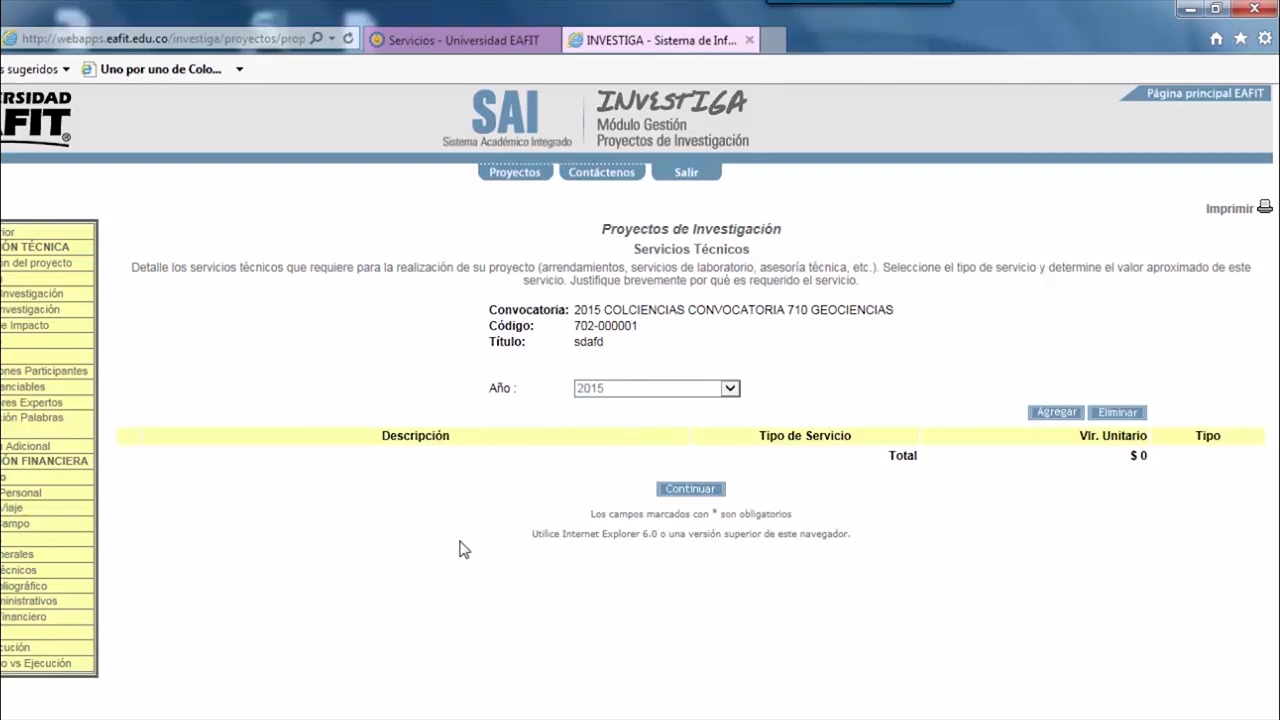 http://webapps.eafit.edu.co/investiga/proyectos/prop
Servicios - Universidad EAFIT
INVESTIGA - Sistema de Inf...
s sugeridos
Uno por uno de Colo...
ERSIDAD
AFIT
SAI
Sistema Académico Integrado
INVESTIGA
Módulo Gestión
Proyectos de Investigación
Página principal EAFIT
Proyectos
Contáctenos
Salir
Imprimir
rior
ÓN TÉCNICA
ón del proyecto
Investigación
nvestigación
e Impacto
ones Participantes
anciables
res Expertos
ión Palabras
Adicional
ÓN FINANCIERA
o
Personal
Viaje
ampo
nerales
écnicos
bliográfico
ministrativos
Financiero
cución
o vs Ejecución
Proyectos de Investigación
Servicios Técnicos
Detalle los servicios técnicos que requiere para la realización de su proyecto (arrendamientos, servicios de laboratorio, asesoría técnica, etc.). Seleccione el tipo de servicio y determine el valor aproximado de este
servicio. Justifique brevemente por qué es requerido el servicio.
Convocatoria: 2015 COLCIENCIAS CONVOCATORIA 710 GEOCIENCIAS
Código: 702-000001
Título: sdafd
Año : 2015
Agregar Eliminar
Descripción Tipo de Servicio Vlr. Unitario Tipo
Total $ 0
Continuar
Los campos marcados con * son obligatorios
Utilice Internet Explorer 6.0 o una versión superior de este navegador.